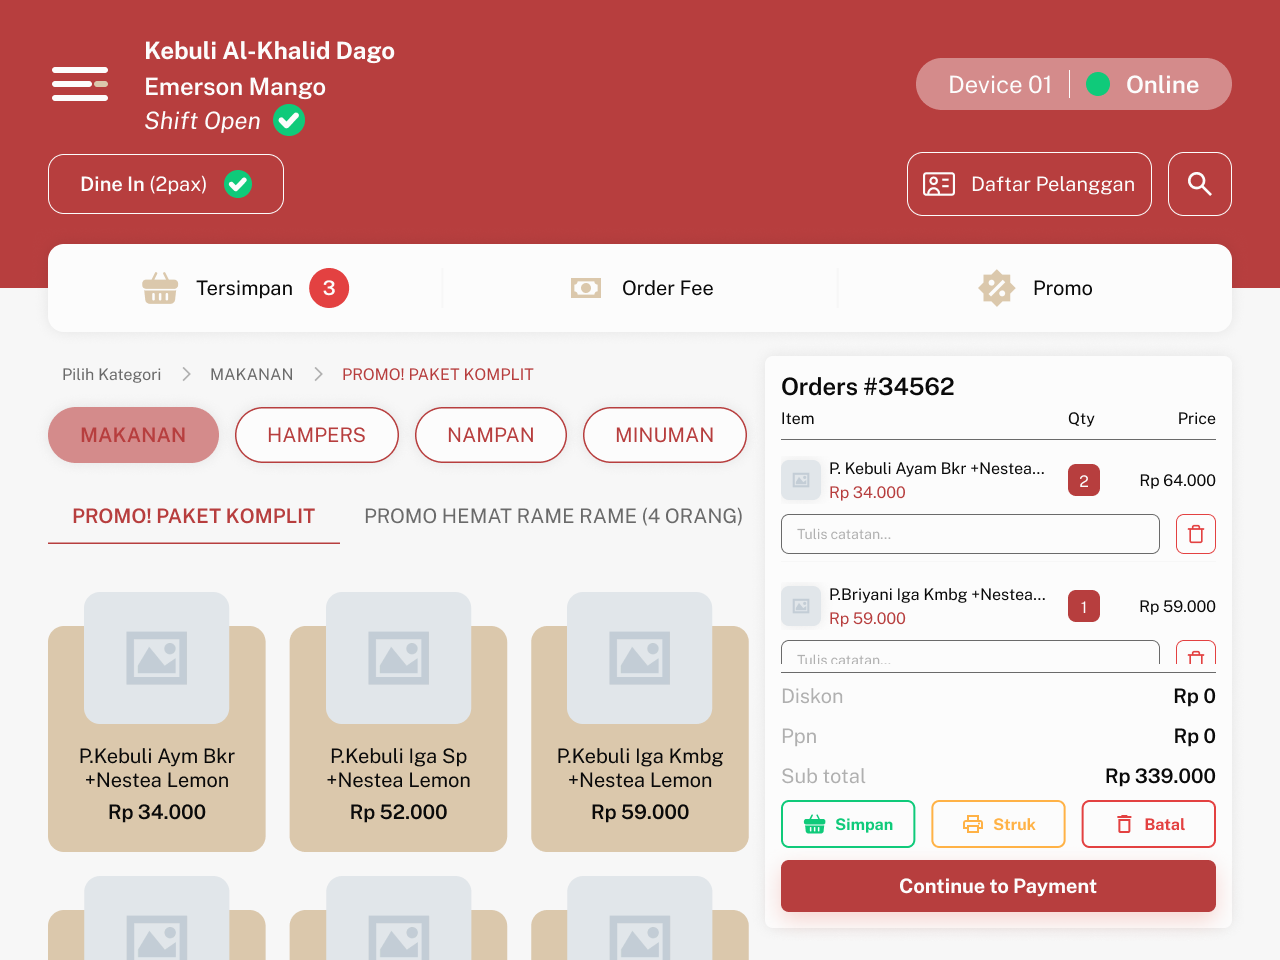 Kebuli Al-Khalid Dago
Emerson Mango
Shift Open
Device 01
Online
Dine In (2pax)
Daftar Pelanggan
Tersimpan
3
Order Fee
Promo
Pilih Kategori
MAKANAN
PROMO! PAKET KOMPLIT
MAKANAN
HAMPERS
NAMPAN
MINUMAN
PROMO! PAKET KOMPLIT
PROMO HEMAT RAME RAME (4 ORANG)
P.Kebuli Aym Bkr
+Nestea Lemon
Rp 34.000
P.Kebuli Iga Sp
+Nestea Lemon
Rp 52.000
P.Kebuli Iga Kmbg
+Nestea Lemon
Rp 59.000
Orders #34562
Item Qty Price
P. Kebuli Ayam Bkr +Nestea...
Rp 34.000
2
Rp 64.000
Tulis catatan...
P.Briyani Iga Kmbg +Nestea...
Rp 59.000
1
Rp 59.000
Tulis catatan...
Diskon Rp 0
Ppn Rp 0
Sub total Rp 339.000
Simpan
Struk
Batal
Continue to Payment